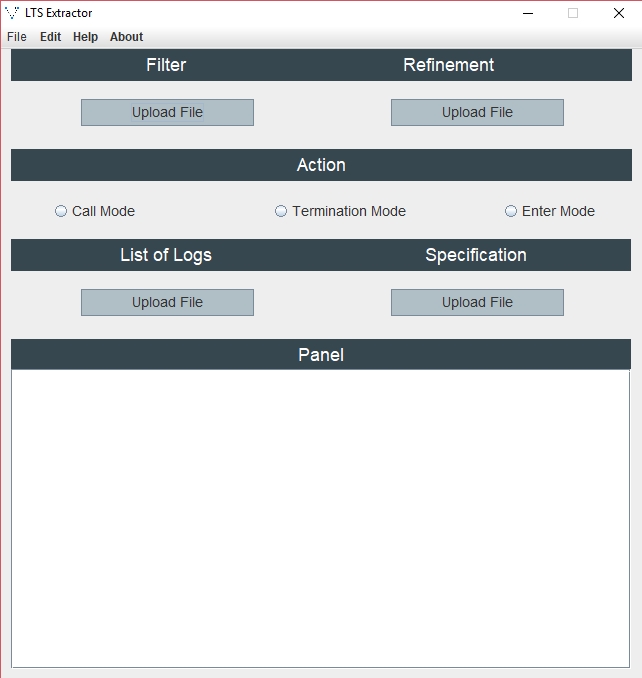 LTS Extractor
File Edit Help About
Filter Refinement
Upload File Upload File
Action
Call Mode Termination Mode Enter Mode
List of Logs Specification
Upload File Upload File
Panel